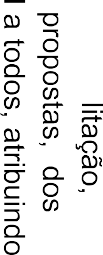 litação,
propostas, dos
a todos, atribuindo